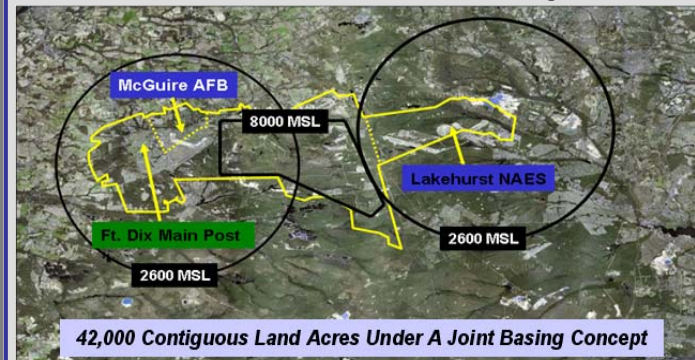 McGuire AFB
8000 MSL
Lakehurst NAES
Ft. Dix Main Post
2600 MSL
2600 MSL
42,000 Contiguous Land Acres Under A Joint Basing Concept